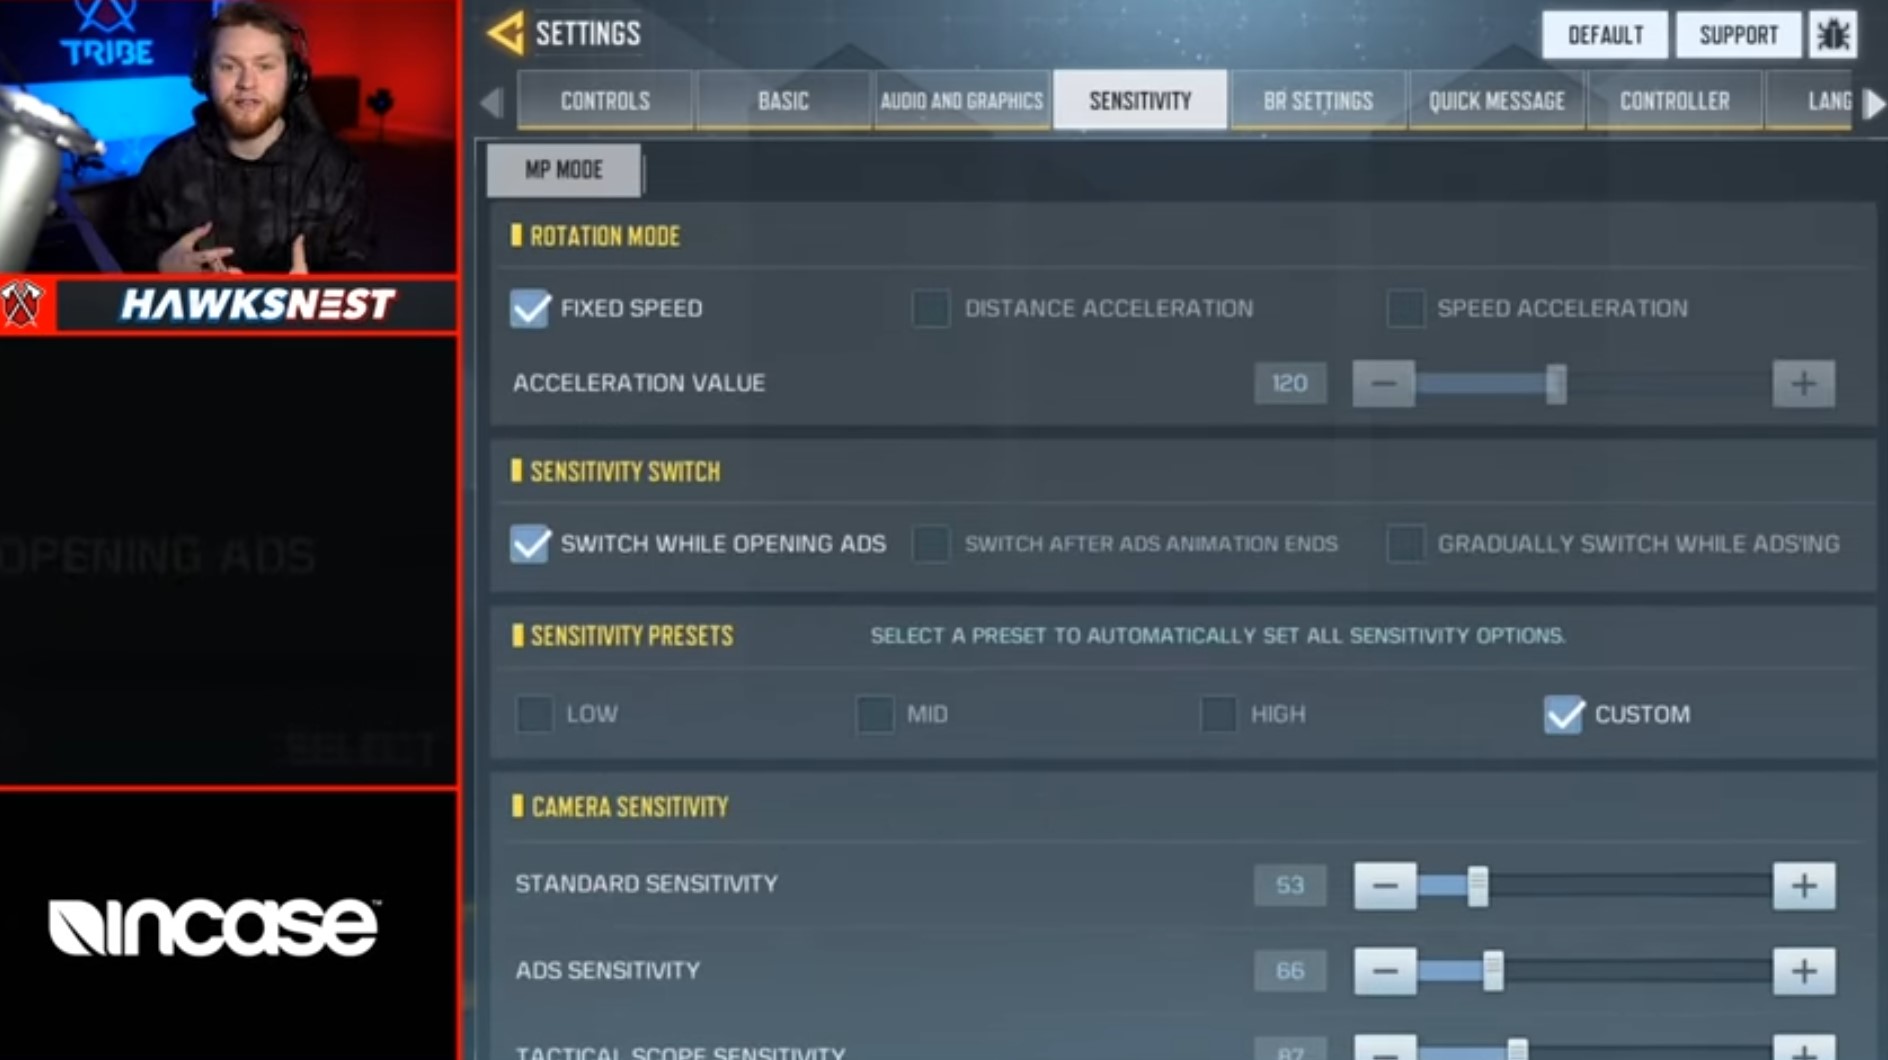 TRIBE
HAWKSNEST
OPENING ADS
SELECT
incase™
SETTINGS
DEFAULT
SUPPORT
CONTROLS
BASIC
AUDIO AND GRAPHICS
SENSITIVITY
BR SETTINGS
QUICK MESSAGE
CONTROLLER
LANG
MP MODE
ROTATION MODE
FIXED SPEED
DISTANCE ACCELERATION
SPEED ACCELERATION
ACCELERATION VALUE
120
SENSITIVITY SWITCH
SWITCH WHILE OPENING ADS
SWITCH AFTER ADS ANIMATION ENDS
GRADUALLY SWITCH WHILE ADS'ING
SENSITIVITY PRESETS
SELECT A PRESET TO AUTOMATICALLY SET ALL SENSITIVITY OPTIONS.
LOW
MID
HIGH
CUSTOM
CAMERA SENSITIVITY
STANDARD SENSITIVITY
53
ADS SENSITIVITY
66
TACTICAL SCOPE SENSITIVITY
87